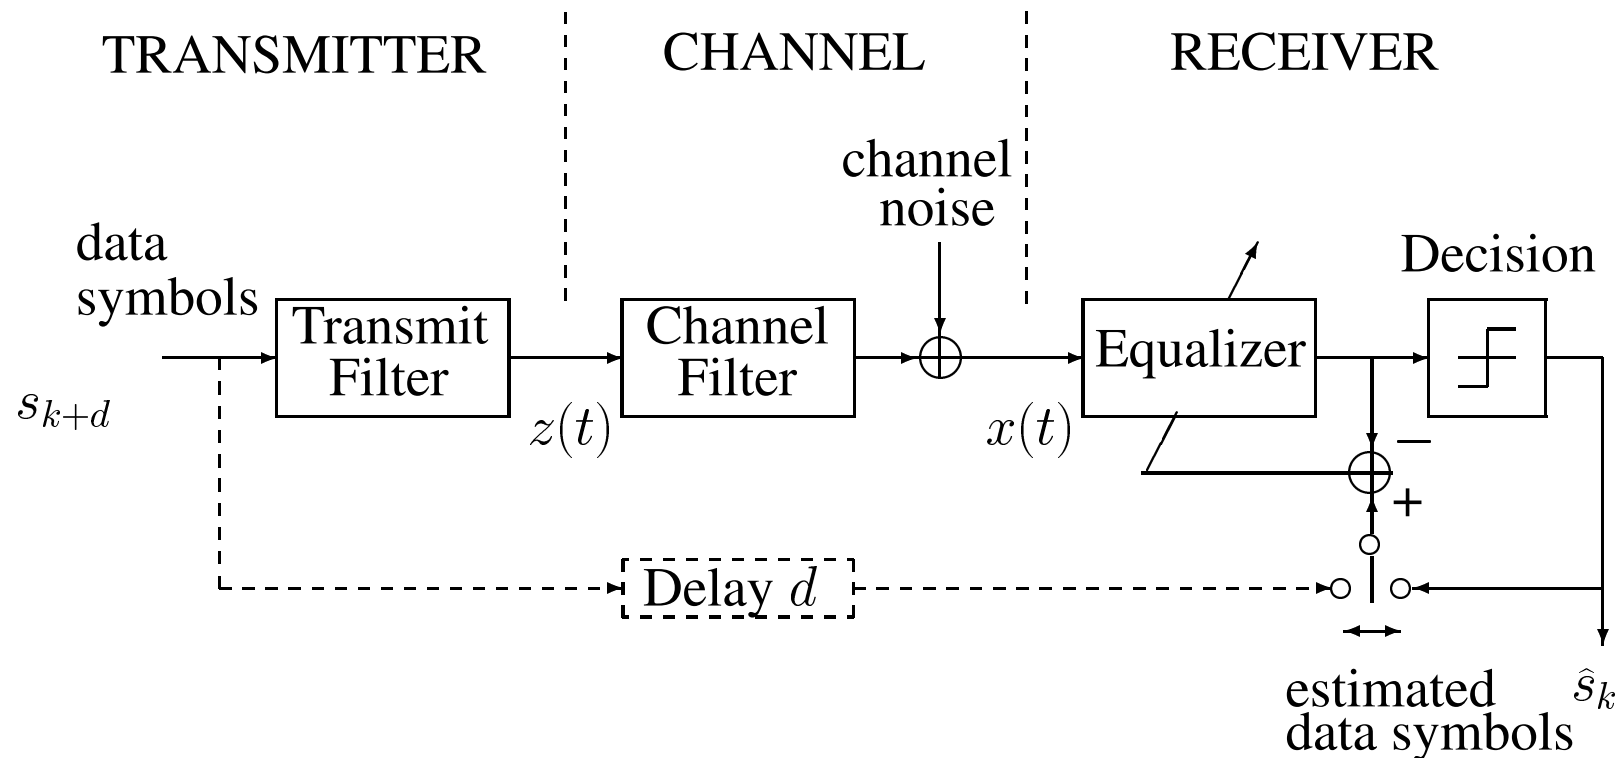 TRANSMITTER
CHANNEL
RECEIVER
channel
noise
data
symbols
Decision
Transmit
Filter
Channel
Filter
Equalizer
s_{k+d}
z(t)
x(t)
−
+
Delay d
estimated
data symbols
ŝ_k